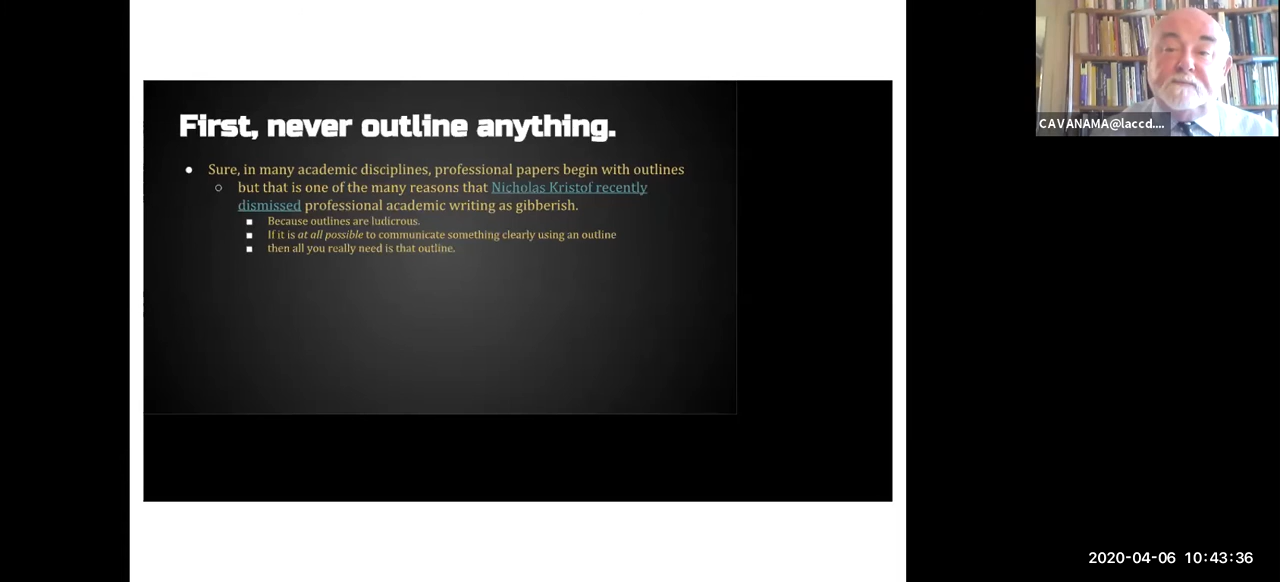 First, never outline anything.
Sure, in many academic disciplines, professional papers begin with outlines
but that is one of the many reasons that Nicholas Kristof recently
dismissed professional academic writing as gibberish.
Because outlines are ludicrous.
If it is at all possible to communicate something clearly using an outline
then all you really need is that outline.
CAVANAMA@laccd....
2020-04-06 10:43:36